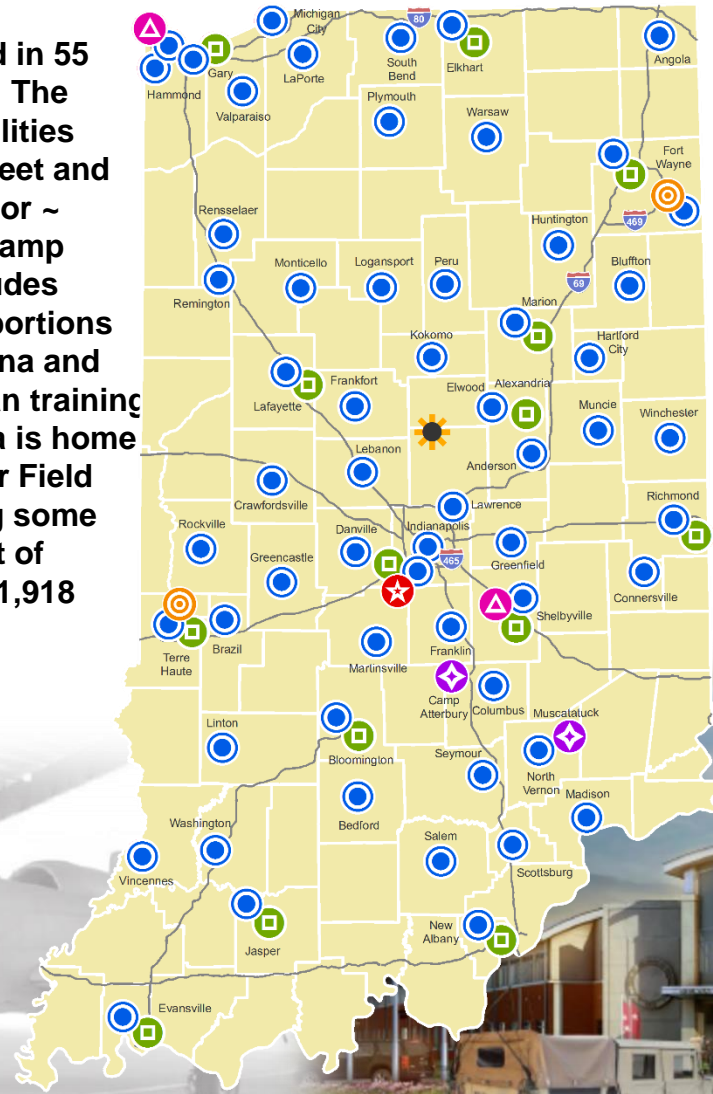 d in 55
The
lities
eet and
or ~
amp
udes
portions
na and
an training
a is home
r Field
g some
t of
1,918
80
Michigan
City
Gary
Hammond
LaPorte
Valparaiso
South
Bend
Elkhart
Angola
Plymouth
Warsaw
Fort
Wayne
469
Rensselaer
Huntington
Remington
Monticello
Logansport
Peru
69
Bluffton
Marion
Kokomo
Hartford
City
Lafayette
Frankfort
Elwood
Alexandria
Muncie
Winchester
Lebanon
Anderson
Crawfordsville
Lawrence
Richmond
Rockville
Danville
Indianapolis
465
Greenfield
Greencastle
Connersville
Shelbyville
Terre
Haute
Brazil
Martinsville
Franklin
Camp
Atterbury
Columbus
Muscatatuck
Linton
Bloomington
Seymour
North
Vernon
Madison
Bedford
Washington
Salem
Vincennes
Scottsburg
Jasper
New
Albany
Evansville